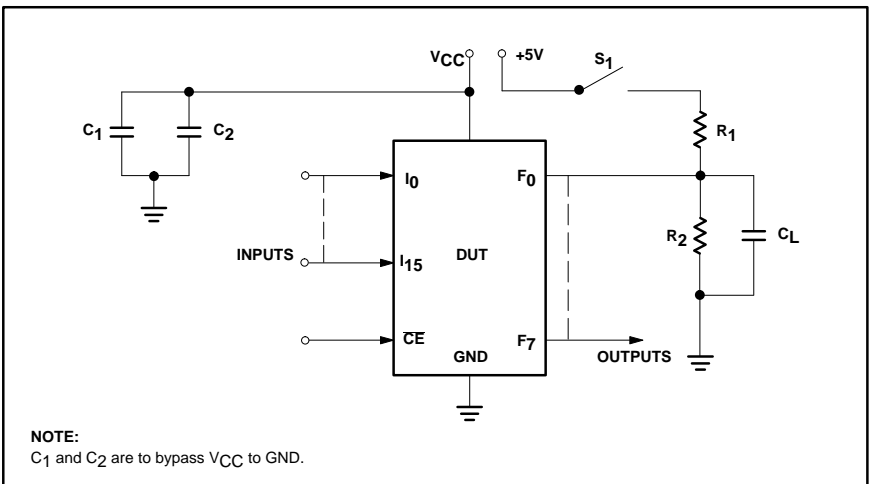 VCC +5V S1
C1 C2 R1
I0 F0
R2 CL
INPUTS I15 DUT
CE F7
GND OUTPUTS
NOTE:
C1 and C2 are to bypass VCC to GND.